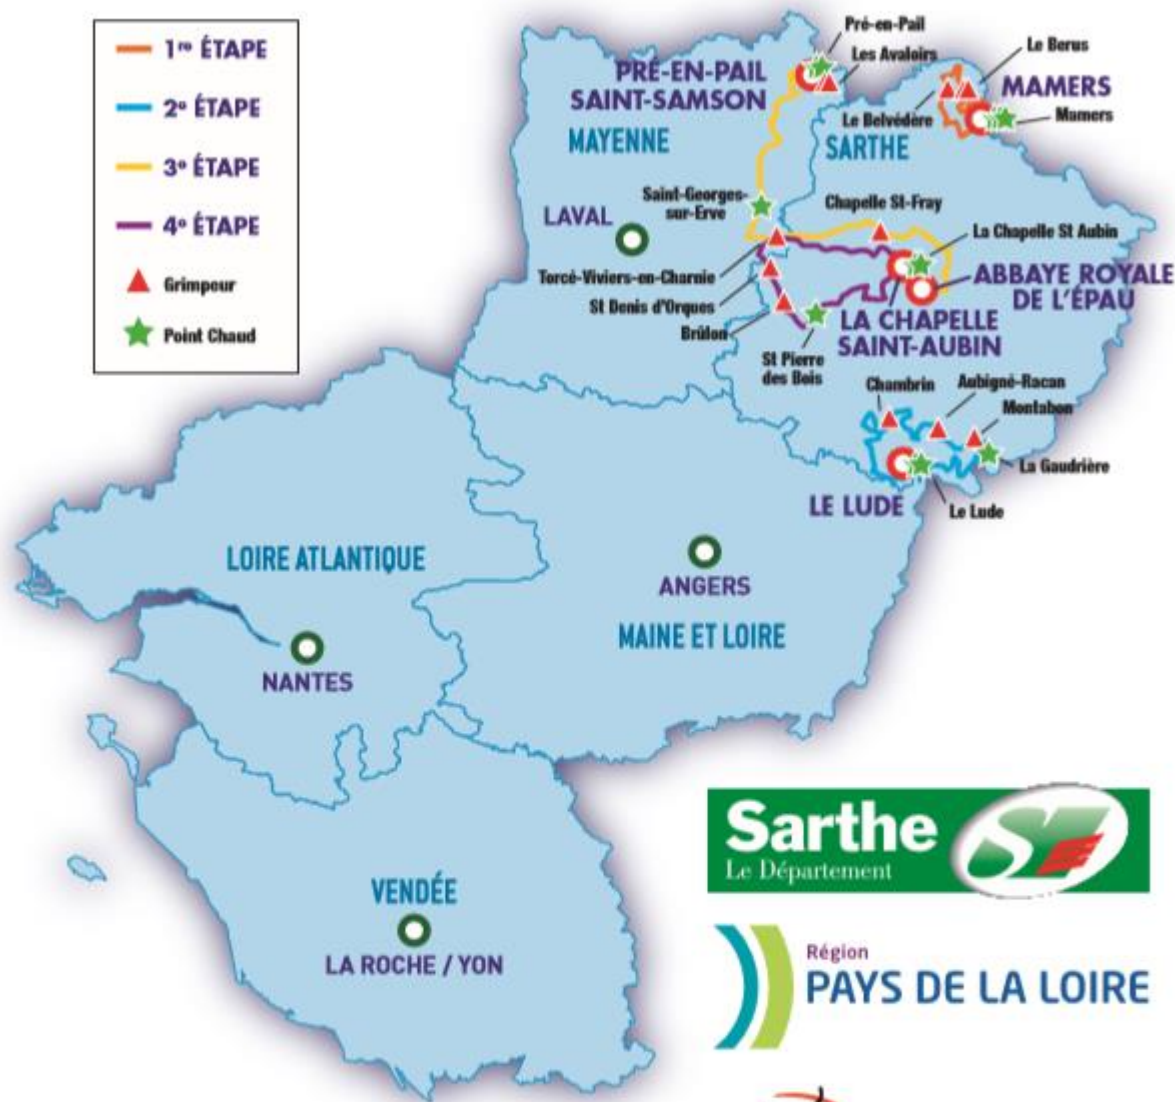 1re ÉTAPE
2e ÉTAPE
3e ÉTAPE
4e ÉTAPE
Grimpeur
Point Chaud
Pré-en-Pail
Les Avaloirs
PRÉ-EN-PAIL
SAINT-SAMSON
Le Berus
MAMERS
Le Belvédère
Mamers
MAYENNE
SARTHE
Saint-Georges-
sur-Erve
Chapelle St-Fray
LAVAL
La Chapelle St Aubin
Torcé-Viviers-en-Charnie
ABBAYE ROYALE
DE L'ÉPAU
St Denis d'Orques
Brûlon
LA CHAPELLE
SAINT-AUBIN
St Pierre
des Bois
Chambrin
Aubigné-Racan
Montabon
La Gaudrière
LE LUDE
Le Lude
LOIRE ATLANTIQUE
ANGERS
MAINE ET LOIRE
NANTES
VENDÉE
LA ROCHE / YON
Sarthe
Le Département
Région
PAYS DE LA LOIRE